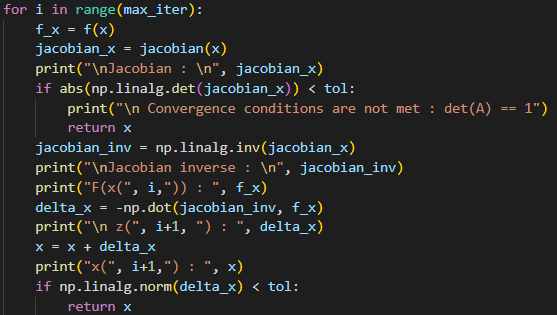 for i in range(max_iter):
    f_x = f(x)
    jacobian_x = jacobian(x)
    print("\nJacobian : \n", jacobian_x)
    if abs(np.linalg.det(jacobian_x)) < tol:
        print("\n Convergence conditions are not met : det(A) == 1")
        return x
    jacobian_inv = np.linalg.inv(jacobian_x)
    print("\nJacobian inverse : \n", jacobian_inv)
    print("F(x(", i,")) : ", f_x)
    delta_x = -np.dot(jacobian_inv, f_x)
    print("\n z(", i+1, ") : ", delta_x)
    x = x + delta_x
    print("x(", i+1,") : ", x)
    if np.linalg.norm(delta_x) < tol:
        return x